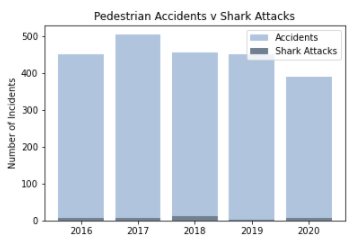 Pedestrian Accidents v Shark Attacks
Accidents
Shark Attacks
Number of Incidents
500
400
300
200
100
0
2016 2017 2018 2019 2020